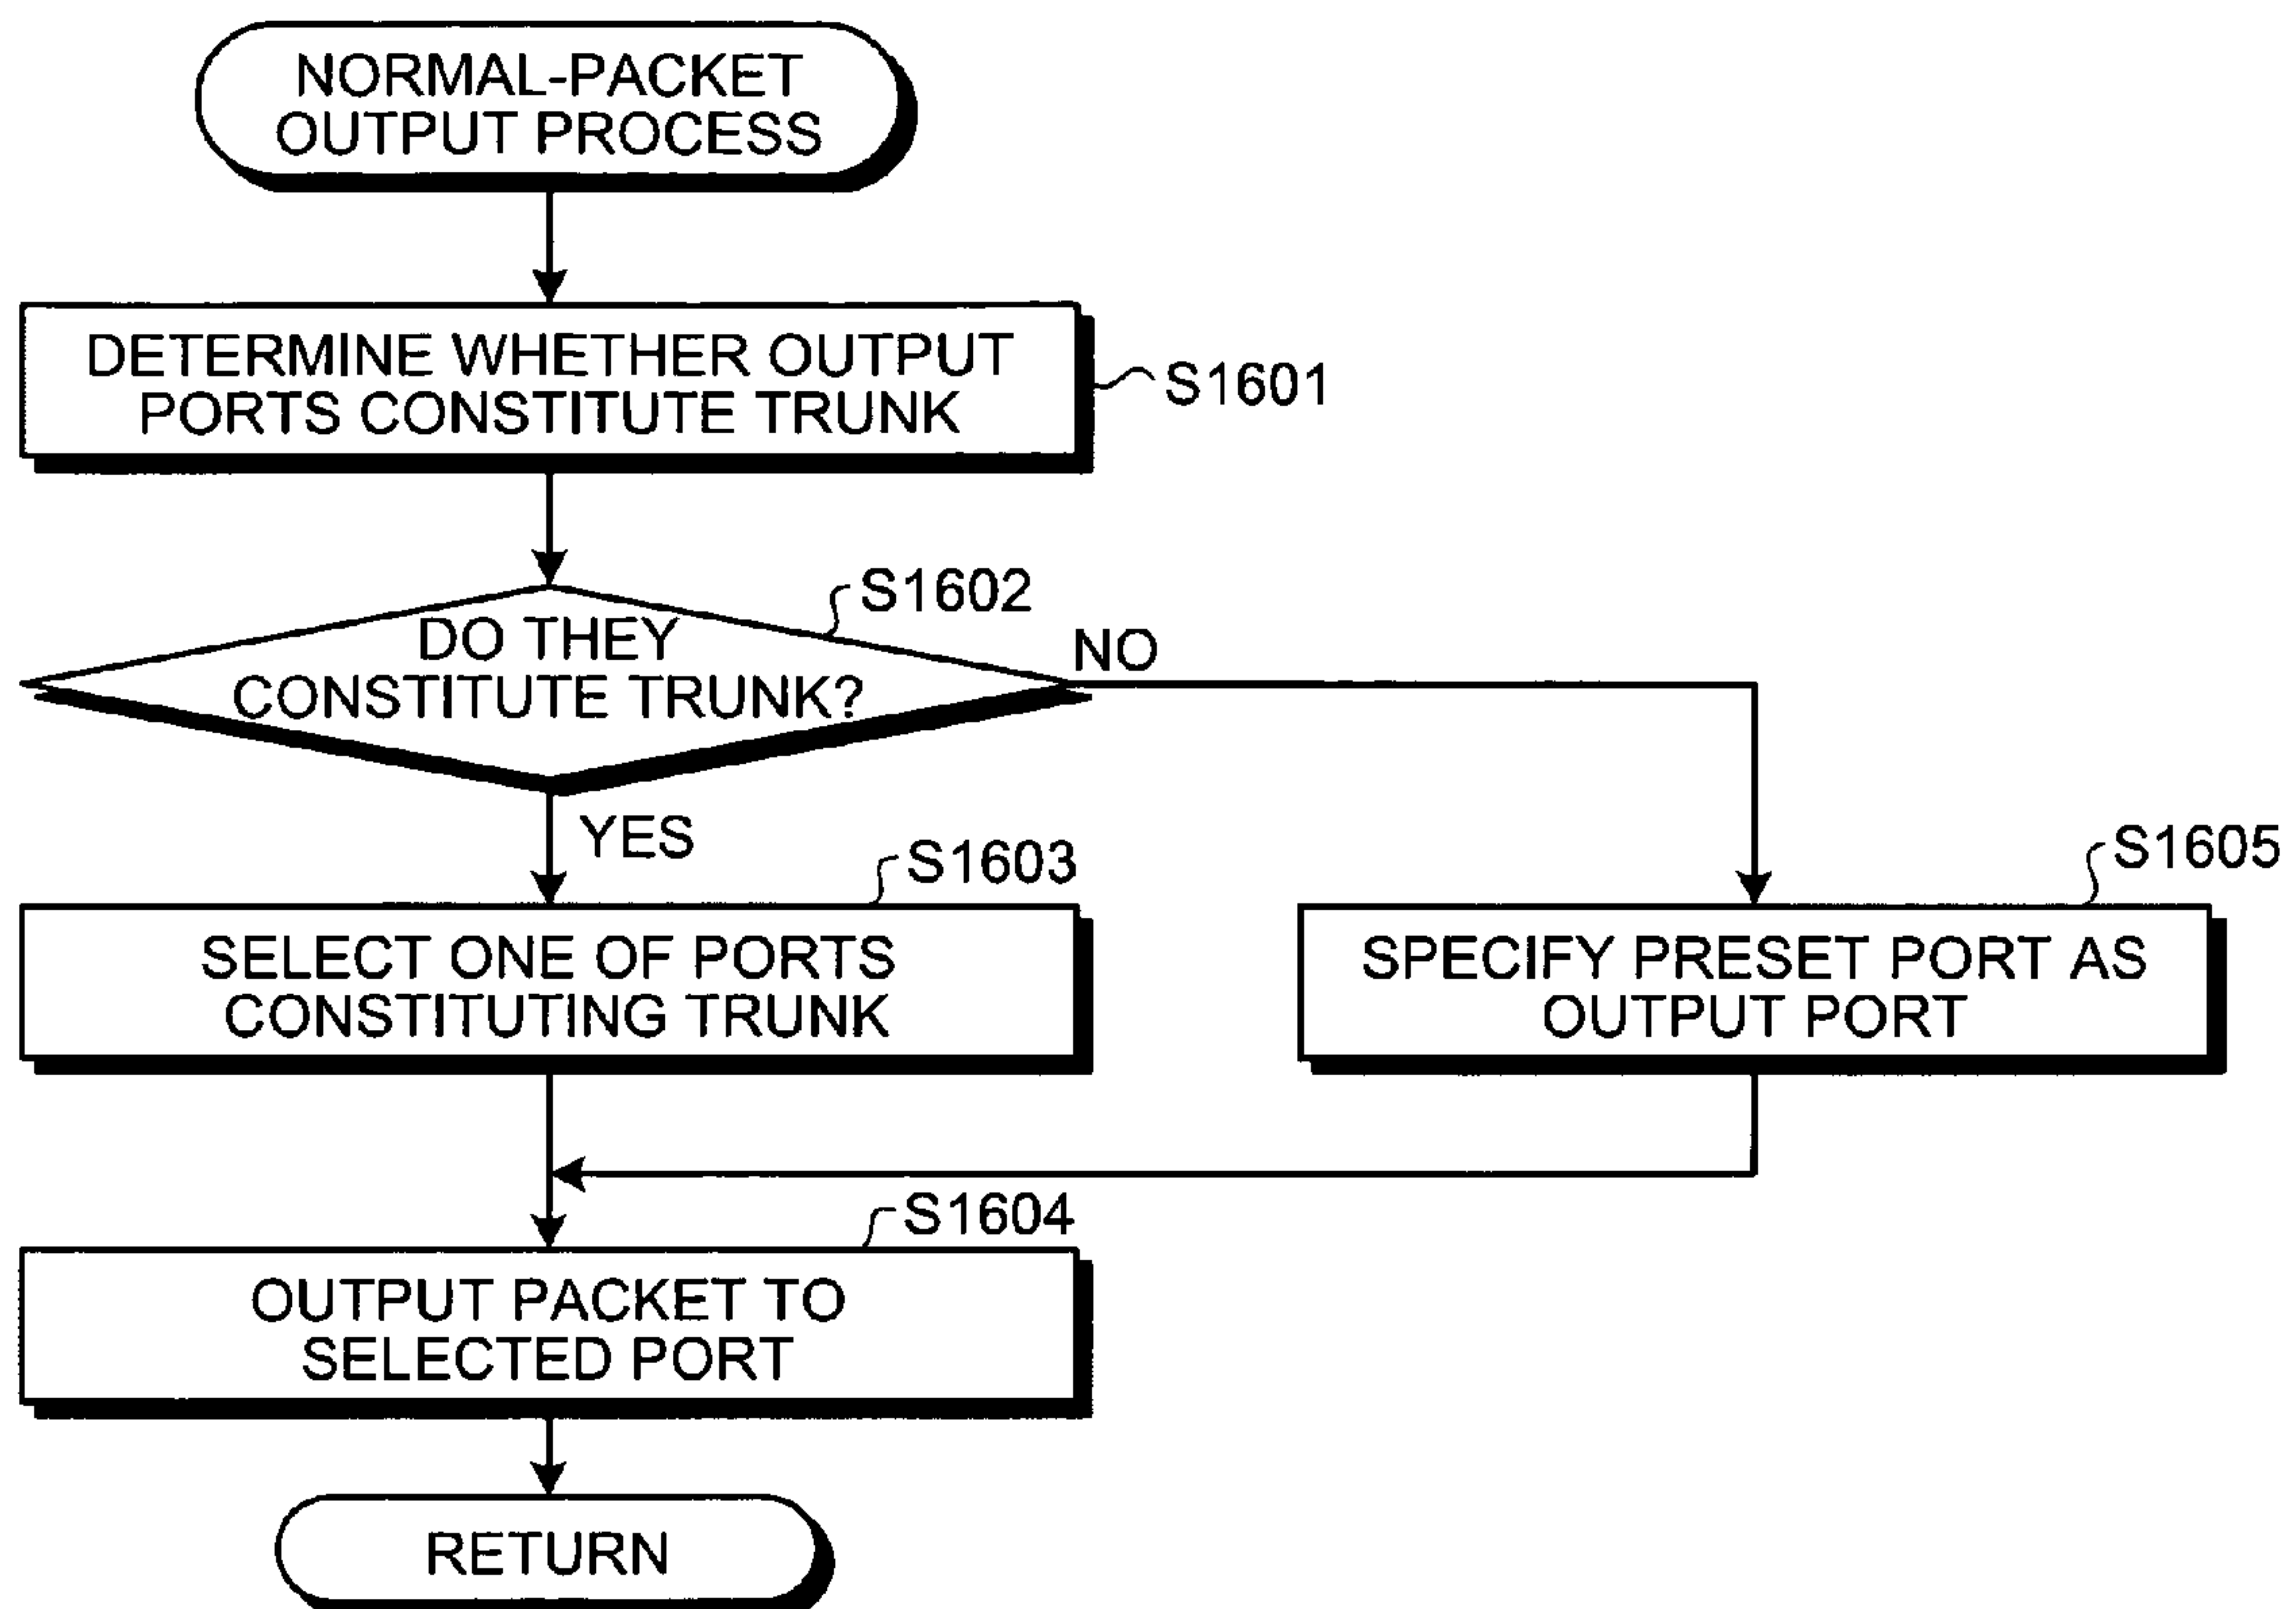 NORMAL-PACKET
OUTPUT PROCESS
DETERMINE WHETHER OUTPUT
PORTS CONSTITUTE TRUNK
S1601
S1602
DO THEY
CONSTITUTE TRUNK?
NO
YES
S1603
SELECT ONE OF PORTS
CONSTITUTING TRUNK
S1605
SPECIFY PRESET PORT AS
OUTPUT PORT
S1604
OUTPUT PACKET TO
SELECTED PORT
RETURN